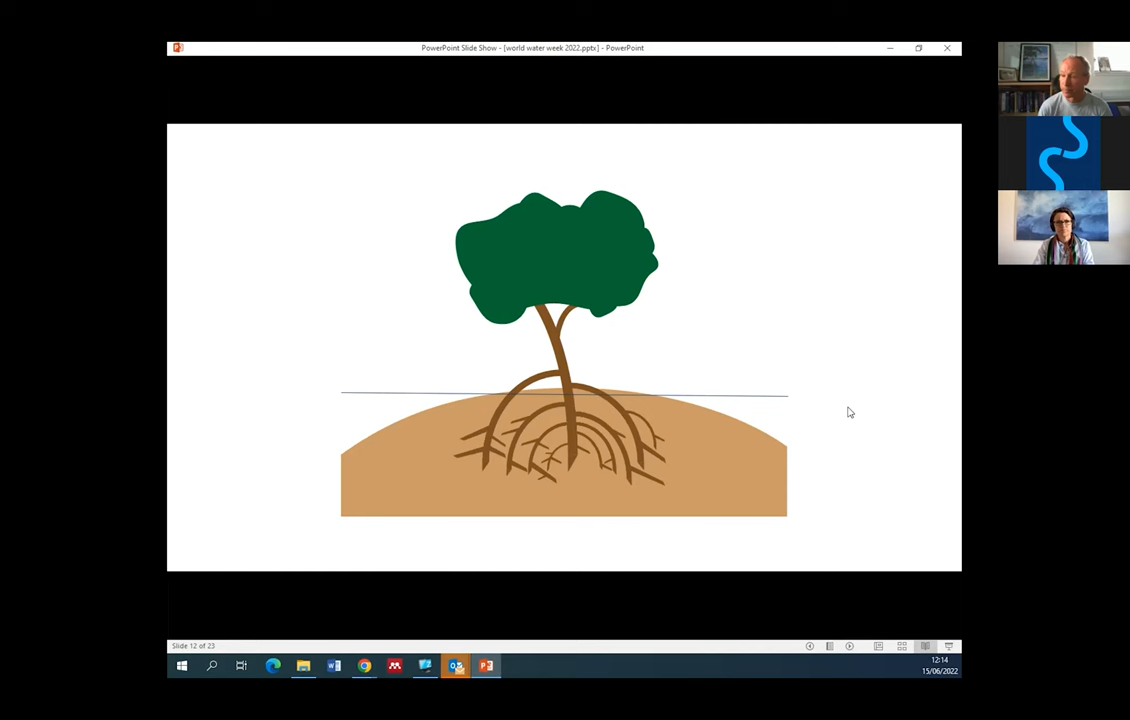 PowerPoint Slide Show - [world water week 2022.pptx] - PowerPoint
Slide 12 of 23
12:14
15/06/2022